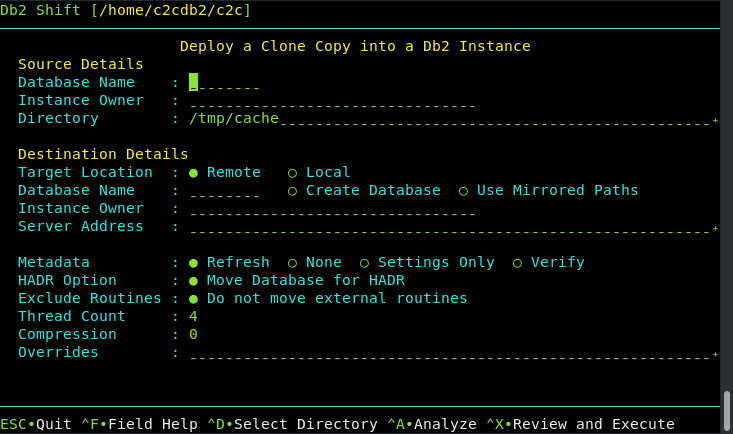 Db2 Shift [/home/c2cdb2/c2c]
Deploy a Clone Copy into a Db2 Instance
Source Details
Database Name : ________
Instance Owner : ________________________________
Directory : /tmp/cache________________________________________________+
Destination Details
Target Location : ● Remote ○ Local
Database Name : ________ ○ Create Database ○ Use Mirrored Paths
Instance Owner : ________________________________
Server Address : __________________________________________________________+
Metadata : ● Refresh ○ None ○ Settings Only ○ Verify
HADR Option : ● Move Database for HADR
Exclude Routines : ● Do not move external routines
Thread Count : 4
Compression : 0
Overrides : __________________________________________________________+
ESC•Quit ^F•Field Help ^D•Select Directory ^A•Analyze ^X•Review and Execute